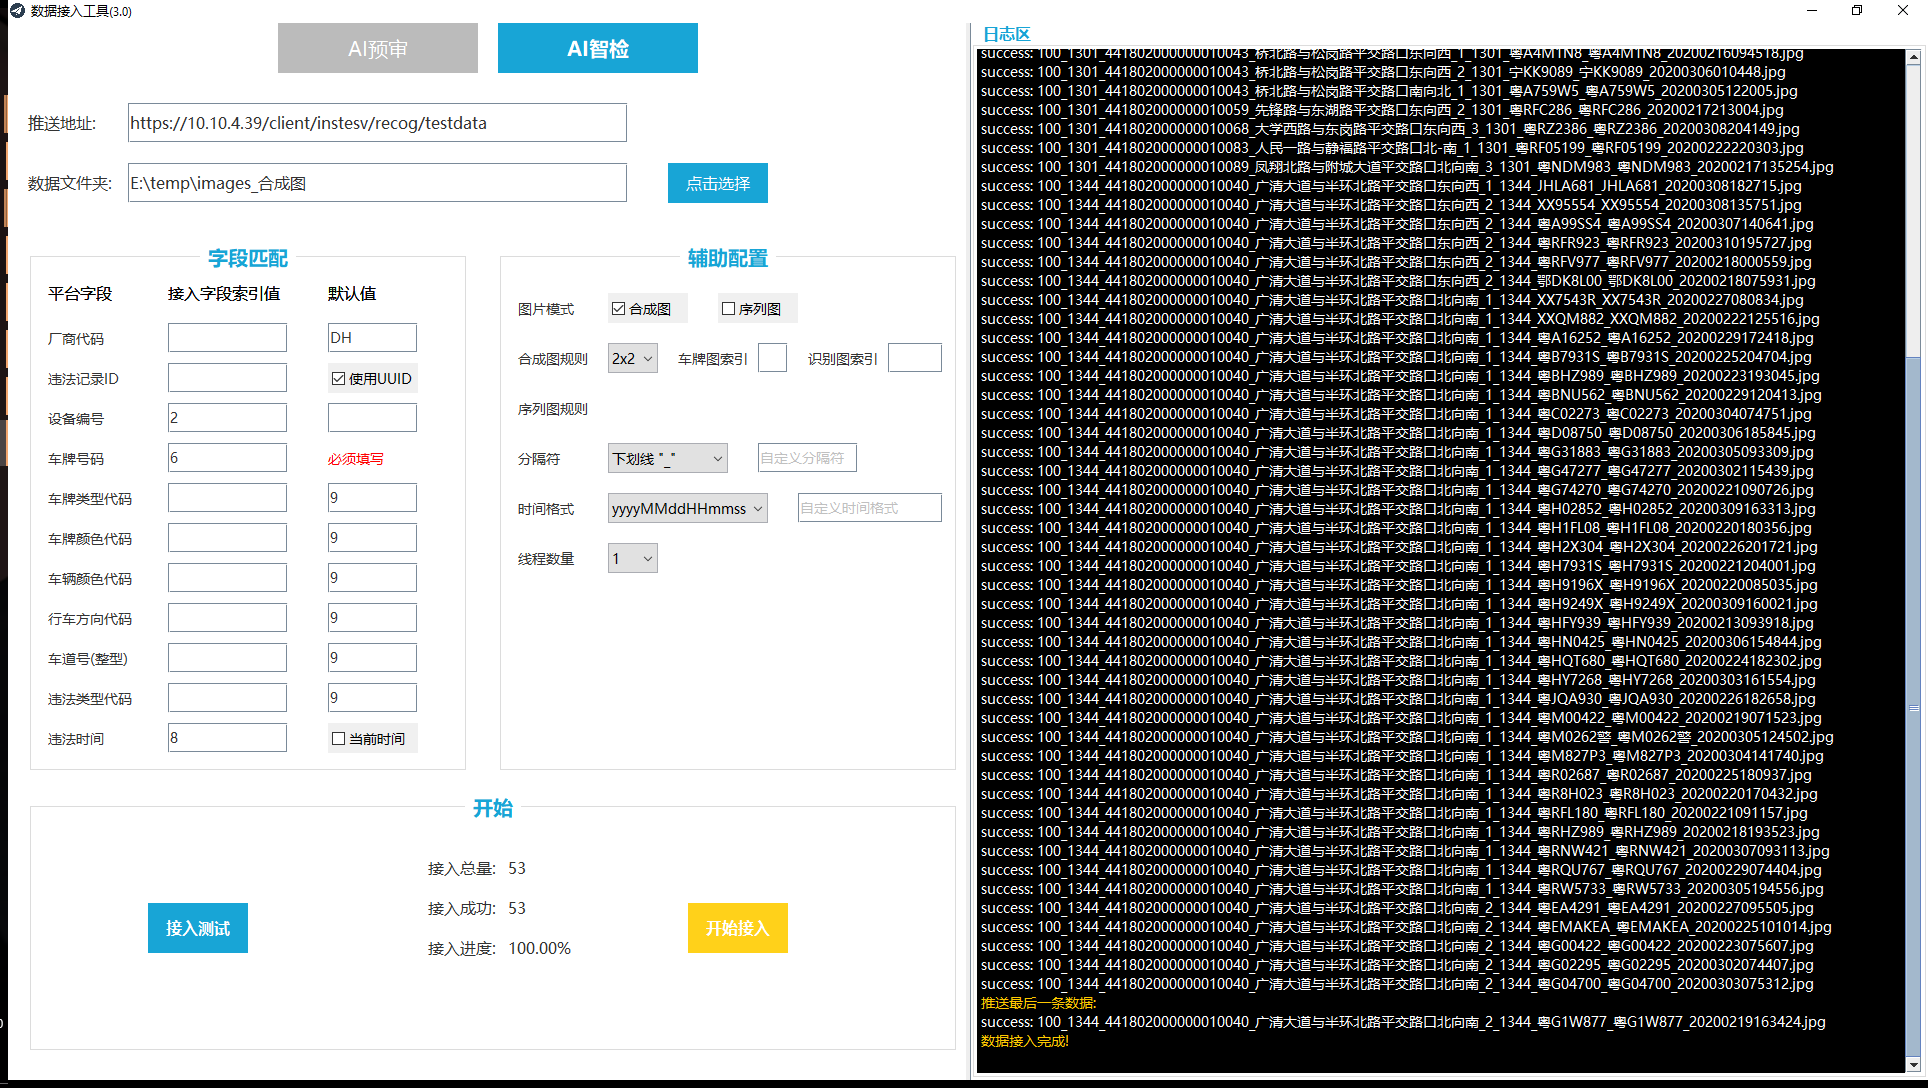 数据接入工具(3.0)
AI预审
AI智检
推送地址:
https://10.10.4.39/client/instesv/recog/testdata
数据文件夹:
E:\temp\images_合成图
点击选择
字段匹配
平台字段 接入字段索引值 默认值
厂商代码 DH
违法记录ID 使用UUID
设备编号 2
车牌号码 6 必须填写
车牌类型代码 9
车牌颜色代码 9
车辆颜色代码 9
行车方向代码 9
车道号(整型) 9
违法类型代码 9
违法时间 8 当前时间
辅助配置
图片模式 合成图 序列图
合成图规则 2x2 车牌图索引 识别图索引
序列图规则
分隔符 下划线 "_" 自定义分隔符
时间格式 yyyyMMddHHmmss 自定义时间格式
线程数量 1
开始
接入测试
接入总量: 53
接入成功: 53
接入进度: 100.00%
开始接入
日志区
success: 100_1301_441802000000010043_桥北路与松岗路平交路口东向西_1_1301_粤A4M1N8_粤A4M1N8_20200216094518.jpg
success: 100_1301_441802000000010043_桥北路与松岗路平交路口东向西_2_1301_宁KK9089_宁KK9089_20200306010448.jpg
success: 100_1301_441802000000010043_桥北路与松岗路平交路口南向北_1_1301_粤A759W5_粤A759W5_20200305122005.jpg
success: 100_1301_441802000000010059_先锋路与东湖路平交路口东向西_2_1301_粤RFC286_粤RFC286_20200217213004.jpg
success: 100_1301_441802000000010068_大学西路与东岗路平交路口东向西_3_1301_粤RZ2386_粤RZ2386_20200308204149.jpg
success: 100_1301_441802000000010083_人民一路与静福路平交路口北-南_1_1301_粤RF05199_粤RF05199_20200222220303.jpg
success: 100_1301_441802000000010089_凤翔北路与附城大道平交路口北向南_3_1301_粤NDM983_粤NDM983_20200217135254.jpg
success: 100_1344_441802000000010040_广清大道与半环北路平交路口东向西_1_1344_JHLA681_JHLA681_20200308182715.jpg
success: 100_1344_441802000000010040_广清大道与半环北路平交路口东向西_2_1344_XX95554_XX95554_20200308135751.jpg
success: 100_1344_441802000000010040_广清大道与半环北路平交路口东向西_2_1344_粤A99SS4_粤A99SS4_20200307140641.jpg
success: 100_1344_441802000000010040_广清大道与半环北路平交路口东向西_2_1344_粤RFR923_粤RFR923_20200310195727.jpg
success: 100_1344_441802000000010040_广清大道与半环北路平交路口东向西_2_1344_粤RFV977_粤RFV977_20200218000559.jpg
success: 100_1344_441802000000010040_广清大道与半环北路平交路口东向西_2_1344_鄂DK8L00_鄂DK8L00_20200218075931.jpg
success: 100_1344_441802000000010040_广清大道与半环北路平交路口北向南_1_1344_XX7543R_XX7543R_20200227080834.jpg
success: 100_1344_441802000000010040_广清大道与半环北路平交路口北向南_1_1344_XXQM882_XXQM882_20200222125516.jpg
success: 100_1344_441802000000010040_广清大道与半环北路平交路口北向南_1_1344_粤A16252_粤A16252_20200229172418.jpg
success: 100_1344_441802000000010040_广清大道与半环北路平交路口北向南_1_1344_粤B7931S_粤B7931S_20200225204704.jpg
success: 100_1344_441802000000010040_广清大道与半环北路平交路口北向南_1_1344_粤BHZ989_粤BHZ989_20200223193045.jpg
success: 100_1344_441802000000010040_广清大道与半环北路平交路口北向南_1_1344_粤BNU562_粤BNU562_20200229120413.jpg
success: 100_1344_441802000000010040_广清大道与半环北路平交路口北向南_1_1344_粤C02273_粤C02273_20200304074751.jpg
success: 100_1344_441802000000010040_广清大道与半环北路平交路口北向南_1_1344_粤D08750_粤D08750_20200306185845.jpg
success: 100_1344_441802000000010040_广清大道与半环北路平交路口北向南_1_1344_粤G31883_粤G31883_20200305093309.jpg
success: 100_1344_441802000000010040_广清大道与半环北路平交路口北向南_1_1344_粤G47277_粤G47277_20200302115439.jpg
success: 100_1344_441802000000010040_广清大道与半环北路平交路口北向南_1_1344_粤G74270_粤G74270_20200221090726.jpg
success: 100_1344_441802000000010040_广清大道与半环北路平交路口北向南_1_1344_粤H02852_粤H02852_20200309163313.jpg
success: 100_1344_441802000000010040_广清大道与半环北路平交路口北向南_1_1344_粤H1FL08_粤H1FL08_20200220180356.jpg
success: 100_1344_441802000000010040_广清大道与半环北路平交路口北向南_1_1344_粤H2X304_粤H2X304_20200226201721.jpg
success: 100_1344_441802000000010040_广清大道与半环北路平交路口北向南_1_1344_粤H7931S_粤H7931S_20200221204001.jpg
success: 100_1344_441802000000010040_广清大道与半环北路平交路口北向南_1_1344_粤H9196X_粤H9196X_20200220085035.jpg
success: 100_1344_441802000000010040_广清大道与半环北路平交路口北向南_1_1344_粤H9249X_粤H9249X_20200309160021.jpg
success: 100_1344_441802000000010040_广清大道与半环北路平交路口北向南_1_1344_粤HFY939_粤HFY939_20200213093918.jpg
success: 100_1344_441802000000010040_广清大道与半环北路平交路口北向南_1_1344_粤HN0425_粤HN0425_20200306154844.jpg
success: 100_1344_441802000000010040_广清大道与半环北路平交路口北向南_1_1344_粤HQT680_粤HQT680_20200224182302.jpg
success: 100_1344_441802000000010040_广清大道与半环北路平交路口北向南_1_1344_粤HY7268_粤HY7268_20200303161554.jpg
success: 100_1344_441802000000010040_广清大道与半环北路平交路口北向南_1_1344_粤JQA930_粤JQA930_20200226182658.jpg
success: 100_1344_441802000000010040_广清大道与半环北路平交路口北向南_1_1344_粤M00422_粤M00422_20200219071523.jpg
success: 100_1344_441802000000010040_广清大道与半环北路平交路口北向南_1_1344_粤M0262警_粤M0262警_20200305124502.jpg
success: 100_1344_441802000000010040_广清大道与半环北路平交路口北向南_1_1344_粤M827P3_粤M827P3_20200304141740.jpg
success: 100_1344_441802000000010040_广清大道与半环北路平交路口北向南_1_1344_粤R02687_粤R02687_20200225180937.jpg
success: 100_1344_441802000000010040_广清大道与半环北路平交路口北向南_1_1344_粤R8H023_粤R8H023_20200220170432.jpg
success: 100_1344_441802000000010040_广清大道与半环北路平交路口北向南_1_1344_粤RFL180_粤RFL180_20200221091157.jpg
success: 100_1344_441802000000010040_广清大道与半环北路平交路口北向南_1_1344_粤RHZ989_粤RHZ989_20200218193523.jpg
success: 100_1344_441802000000010040_广清大道与半环北路平交路口北向南_1_1344_粤RNW421_粤RNW421_20200307093113.jpg
success: 100_1344_441802000000010040_广清大道与半环北路平交路口北向南_1_1344_粤RQU767_粤RQU767_20200229074404.jpg
success: 100_1344_441802000000010040_广清大道与半环北路平交路口北向南_1_1344_粤RW5733_粤RW5733_20200305194556.jpg
success: 100_1344_441802000000010040_广清大道与半环北路平交路口北向南_2_1344_粤EA4291_粤EA4291_20200227095505.jpg
success: 100_1344_441802000000010040_广清大道与半环北路平交路口北向南_2_1344_粤EMAKEA_粤EMAKEA_20200225101014.jpg
success: 100_1344_441802000000010040_广清大道与半环北路平交路口北向南_2_1344_粤G00422_粤G00422_20200223075607.jpg
success: 100_1344_441802000000010040_广清大道与半环北路平交路口北向南_2_1344_粤G02295_粤G02295_20200302074407.jpg
success: 100_1344_441802000000010040_广清大道与半环北路平交路口北向南_2_1344_粤G04700_粤G04700_20200303075312.jpg
推送最后一条数据:
success: 100_1344_441802000000010040_广清大道与半环北路平交路口北向南_2_1344_粤G1W877_粤G1W877_20200219163424.jpg
数据接入完成!